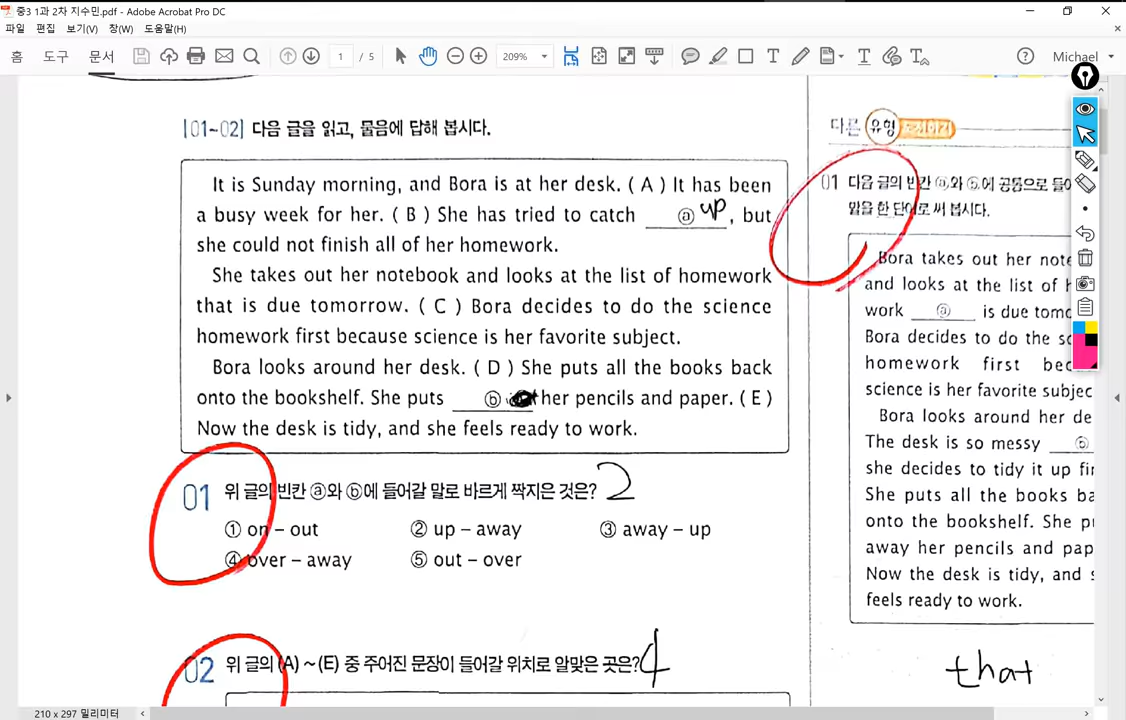 중3 1과 2차 지수민.pdf - Adobe Acrobat Pro DC
파일 편집 보기(V) 창(W) 도움말(H)
홈 도구 문서 1 / 5 209% Michael
[01~02] 다음 글을 읽고, 물음에 답해 봅시다.
It is Sunday morning, and Bora is at her desk. ( A ) It has been
a busy week for her. ( B ) She has tried to catch ⓐ up, but
she could not finish all of her homework.
She takes out her notebook and looks at the list of homework
that is due tomorrow. ( C ) Bora decides to do the science
homework first because science is her favorite subject.
Bora looks around her desk. ( D ) She puts all the books back
onto the bookshelf. She puts ⓑ her pencils and paper. ( E )
Now the desk is tidy, and she feels ready to work.
01 위 글의 빈칸 ⓐ와 ⓑ에 들어갈 말로 바르게 짝지은 것은? 2
① on – out ② up – away ③ away – up
④ over – away ⑤ out – over
02 위 글의 (A)~(E) 중 주어진 문장이 들어갈 위치로 알맞은 곳은? 4
다른 유형
01 다음 글의 빈칸 ⓐ와 ⓑ에 공통으로 들어
말을 한 단어로 써 봅시다.
Bora takes out her note
and looks at the list of h
work ⓐ is due tomo
Bora decides to do the sc
homework first bec
science is her favorite subjec
Bora looks around her de
The desk is so messy ⓑ
she decides to tidy it up fir
She puts all the books ba
onto the bookshelf. She p
away her pencils and pap
Now the desk is tidy, and s
feels ready to work.
that
210 x 297 밀리미터